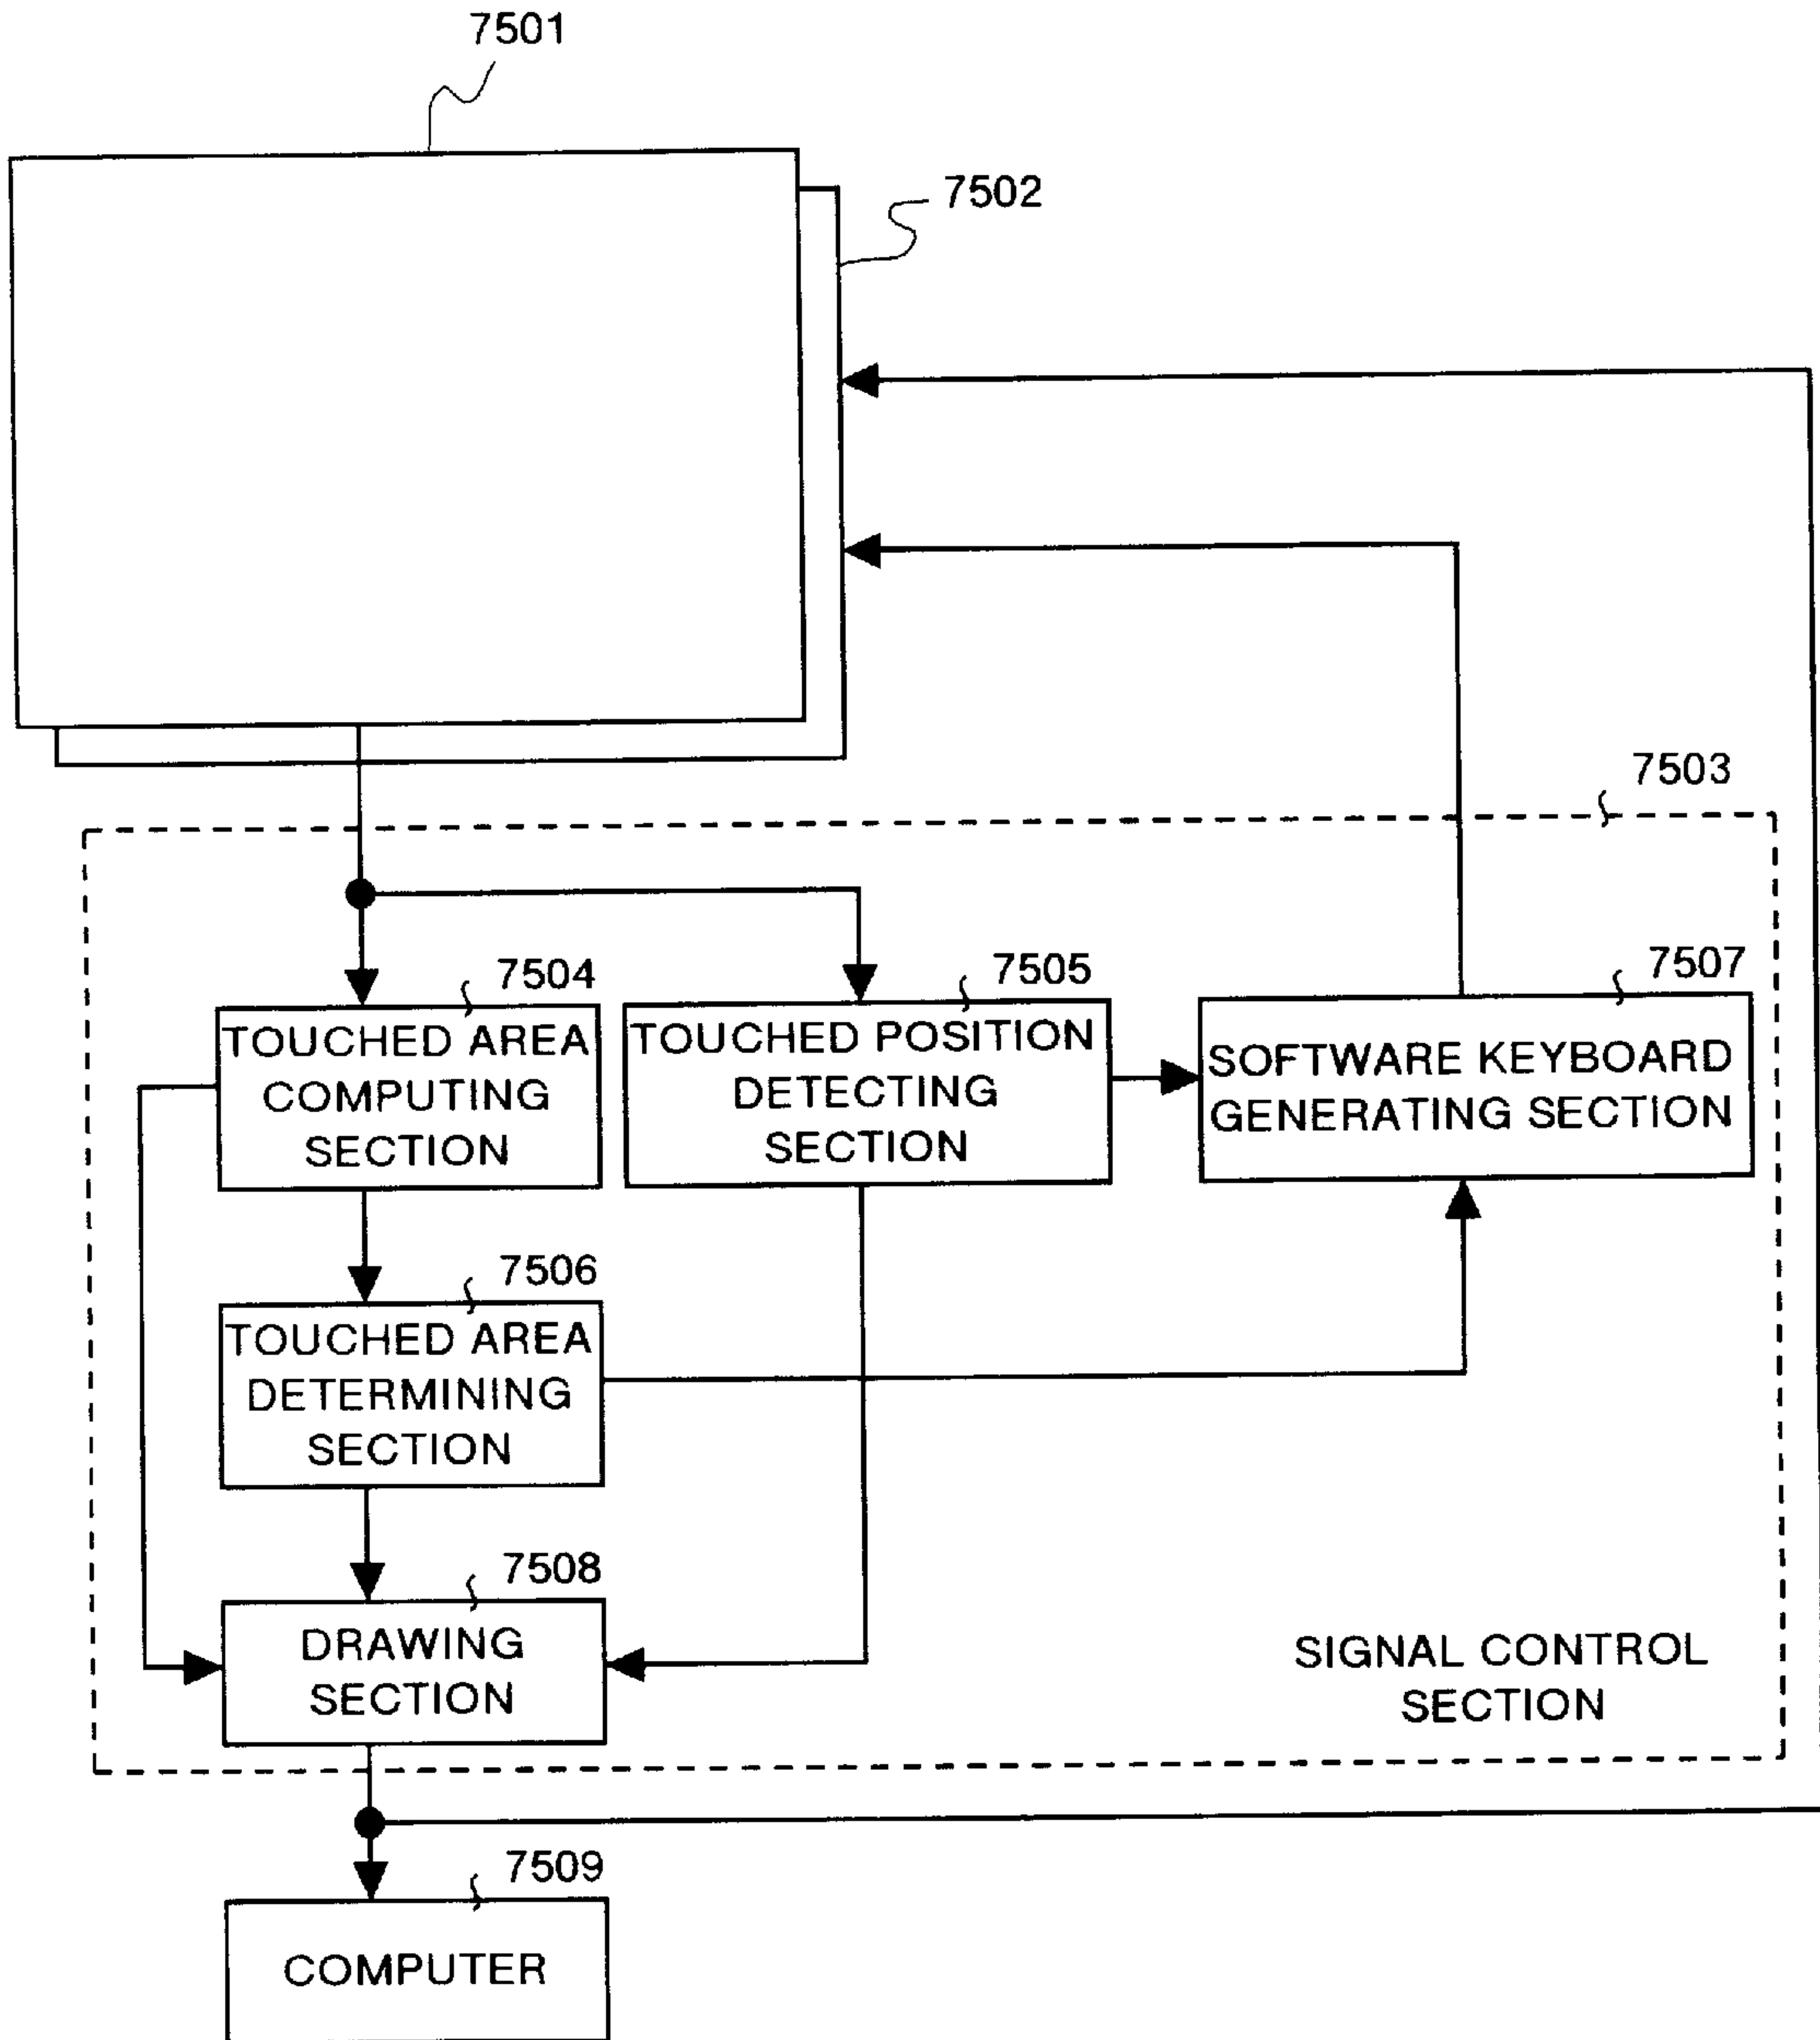 7501
7502
7503
7504
TOUCHED AREA
COMPUTING
SECTION
7505
TOUCHED POSITION
DETECTING
SECTION
7507
SOFTWARE KEYBOARD
GENERATING SECTION
7506
TOUCHED AREA
DETERMINING
SECTION
7508
DRAWING
SECTION
SIGNAL CONTROL
SECTION
7509
COMPUTER